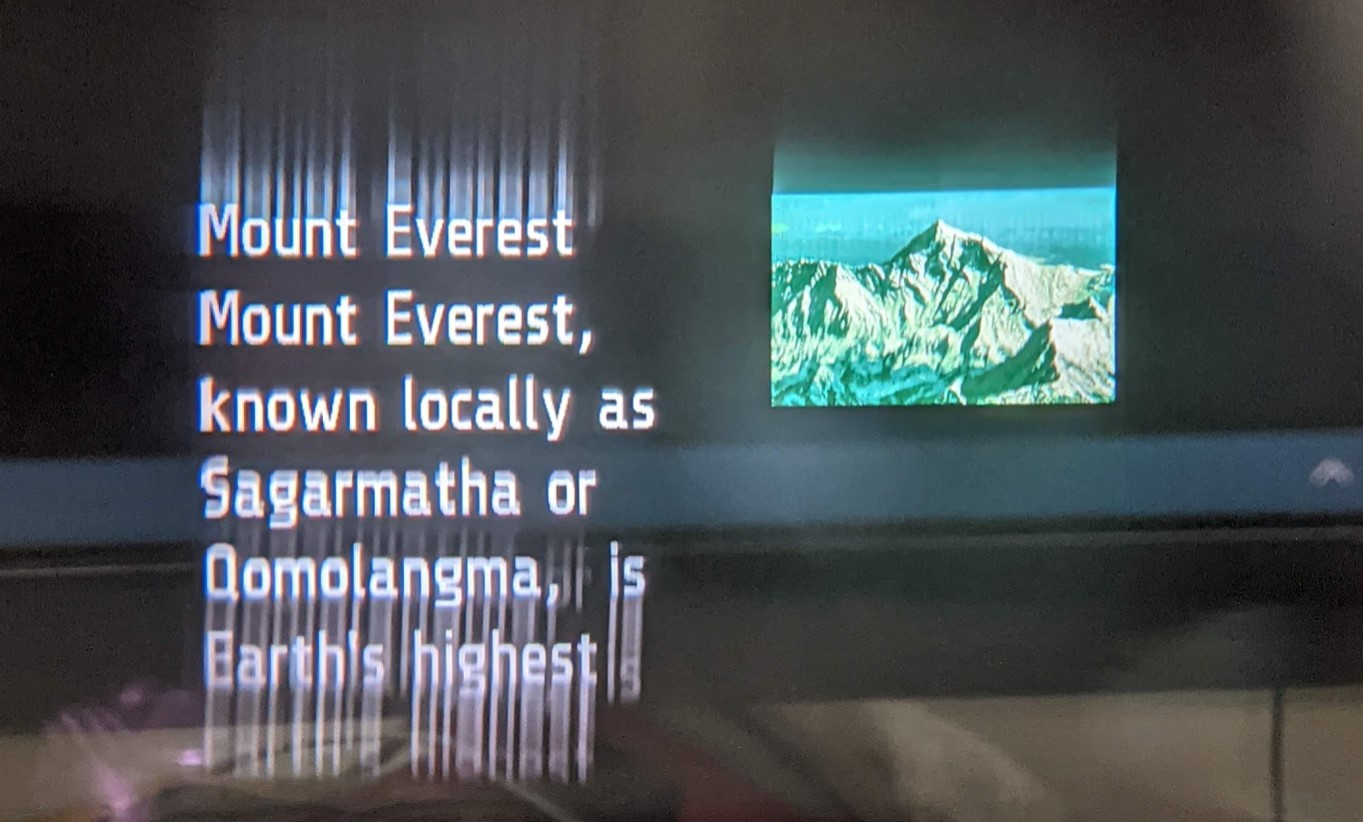 Mount Everest
Mount Everest,
known locally as
Sagarmatha or
Qomolangma, is
Earth's highest